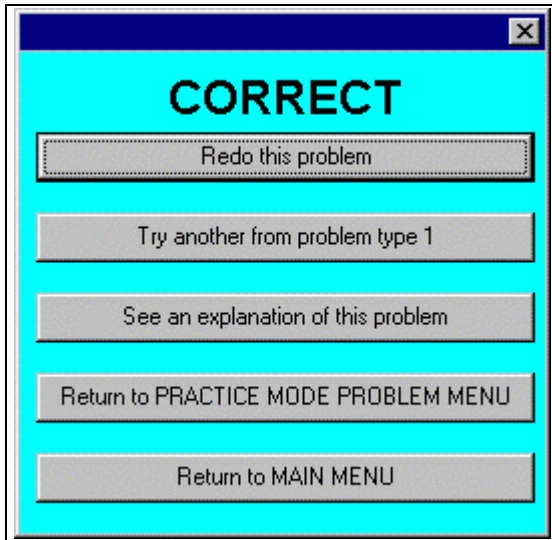 CORRECT
Redo this problem
Try another from problem type 1
See an explanation of this problem
Return to PRACTICE MODE PROBLEM MENU
Return to MAIN MENU